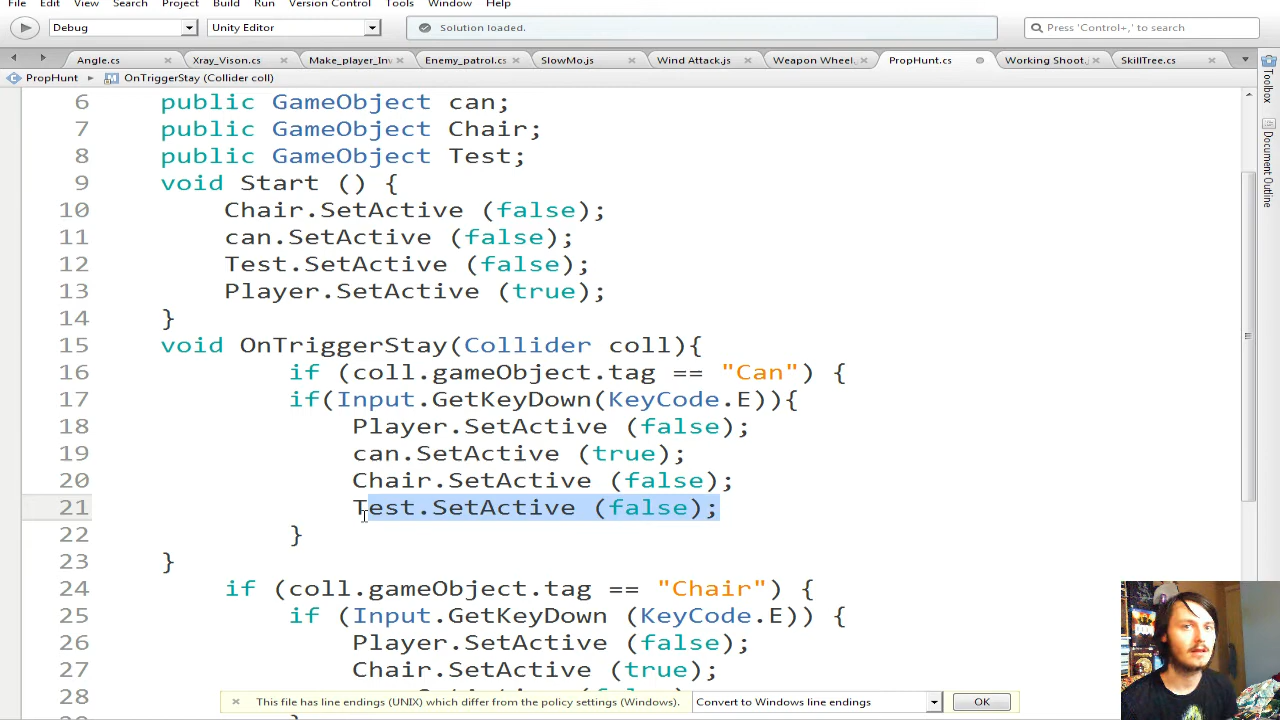 File Edit View Search Project Build Run Version Control Tools Window Help
Debug Unity Editor Solution loaded. Press 'Control+,' to search
Angle.cs Xray_Vison.cs Make_player_Inv Enemy_patrol.cs SlowMo.js Wind Attack.js Weapon Wheel. PropHunt.cs Working Shoot. SkillTree.cs
PropHunt OnTriggerStay (Collider coll)
Toolbox
Document Outline
6 public GameObject can;
7 public GameObject Chair;
8 public GameObject Test;
9 void Start () {
10 Chair.SetActive (false);
11 can.SetActive (false);
12 Test.SetActive (false);
13 Player.SetActive (true);
14 }
15 void OnTriggerStay(Collider coll){
16 if (coll.gameObject.tag == "Can") {
17 if(Input.GetKeyDown(KeyCode.E)){
18 Player.SetActive (false);
19 can.SetActive (true);
20 Chair.SetActive (false);
21 Test.SetActive (false);
22 }
23 }
24 if (coll.gameObject.tag == "Chair") {
25 if (Input.GetKeyDown (KeyCode.E)) {
26 Player.SetActive (false);
27 Chair.SetActive (true);
28
This file has line endings (UNIX) which differ from the policy settings (Windows). Convert to Windows line endings OK